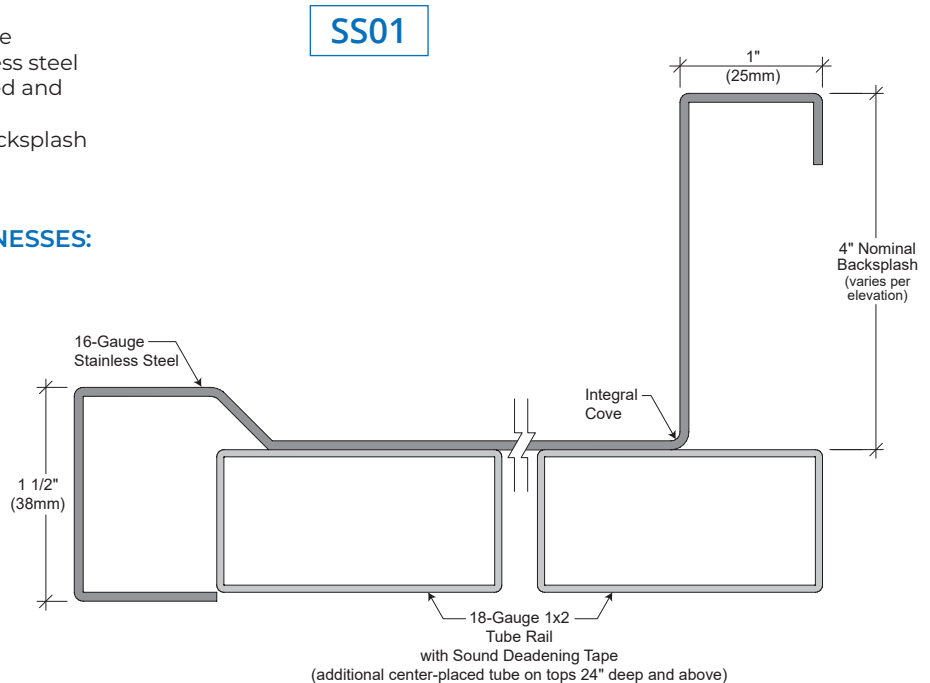 SS01
e
ess steel
ed and
cksplash
NESSES:
1"
(25mm)
4" Nominal
Backsplash
(varies per
elevation)
16-Gauge
Stainless Steel
Integral
Cove
1 1/2"
(38mm)
18-Gauge 1x2
Tube Rail
with Sound Deadening Tape
(additional center-placed tube on tops 24" deep and above)